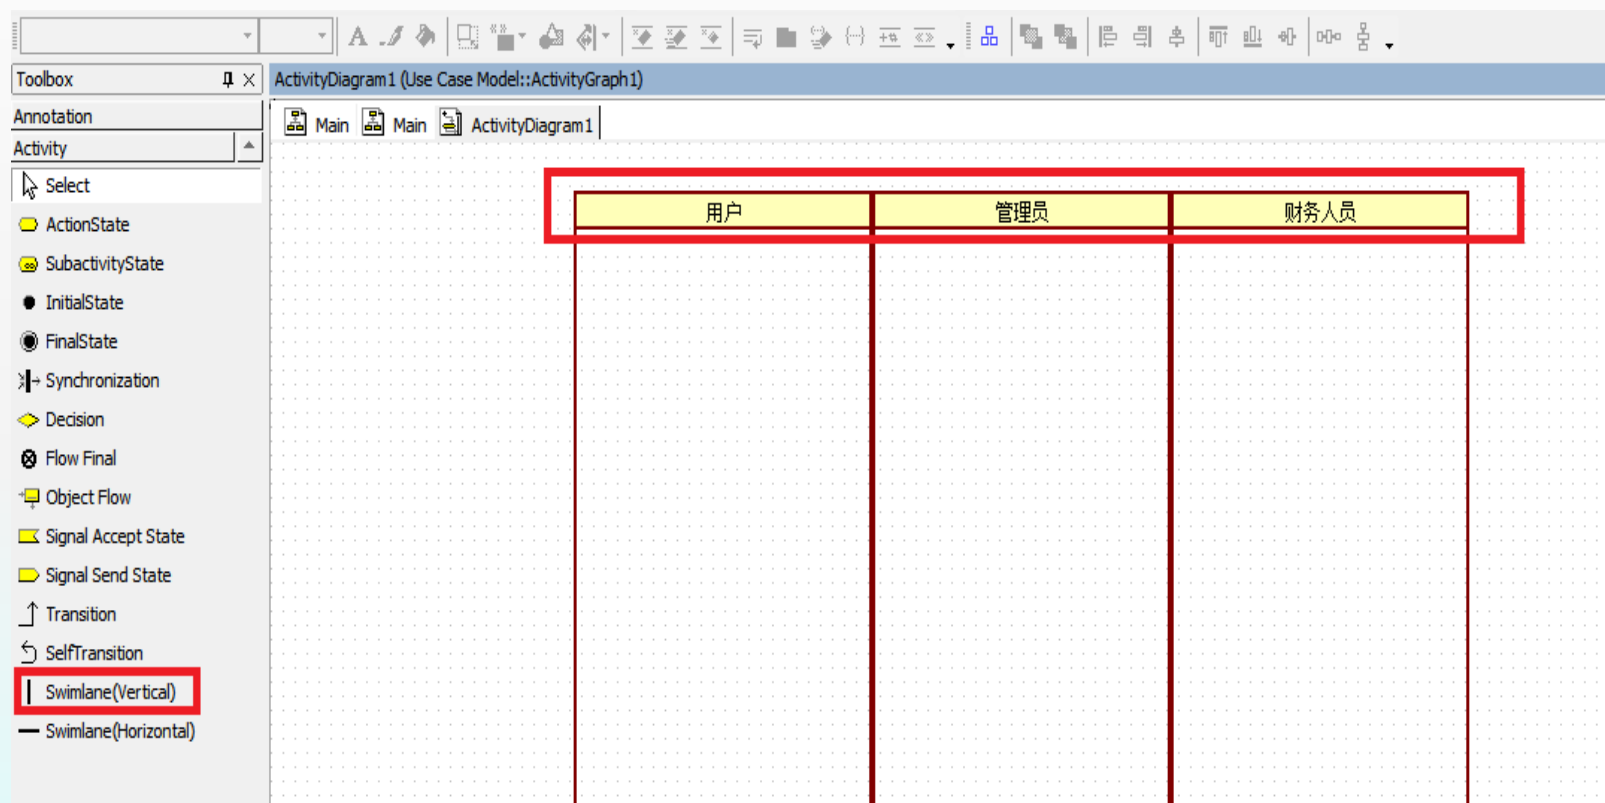 Toolbox
ActivityDiagram1 (Use Case Model::ActivityGraph1)
Annotation
Main
Main
ActivityDiagram1
Activity
Select
用户
管理员
财务人员
ActionState
SubactivityState
InitialState
FinalState
Synchronization
Decision
Flow Final
Object Flow
Signal Accept State
Signal Send State
Transition
SelfTransition
Swimlane(Vertical)
Swimlane(Horizontal)